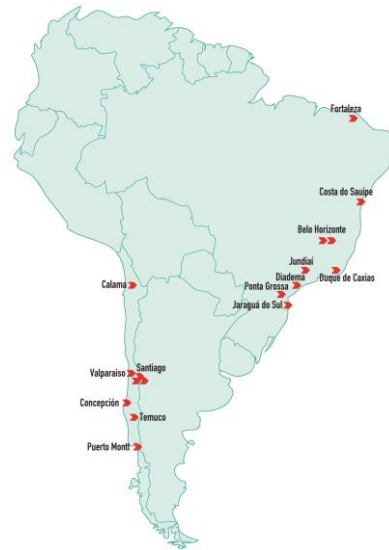 Fortaleza
Costa do Sauípe
Belo Horizonte
Jundiaí
Duque de Caxias
Diadema
Ponta Grossa
Jaraguá do Sul
Calama
Valparaiso
Santiago
Concepción
Temuco
Puerto Montt